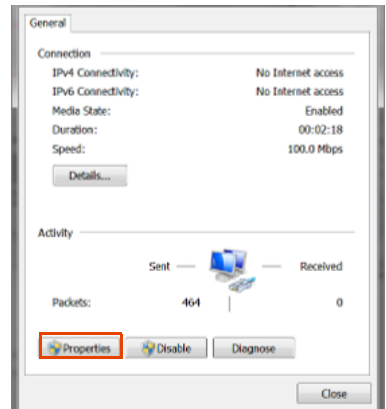 General
Connection
IPv4 Connectivity: No Internet access
IPv6 Connectivity: No Internet access
Media State: Enabled
Duration: 00:02:18
Speed: 100.0 Mbps
Details...
Activity
Sent Received
Packets: 464 0
Properties Disable Diagnose
Close